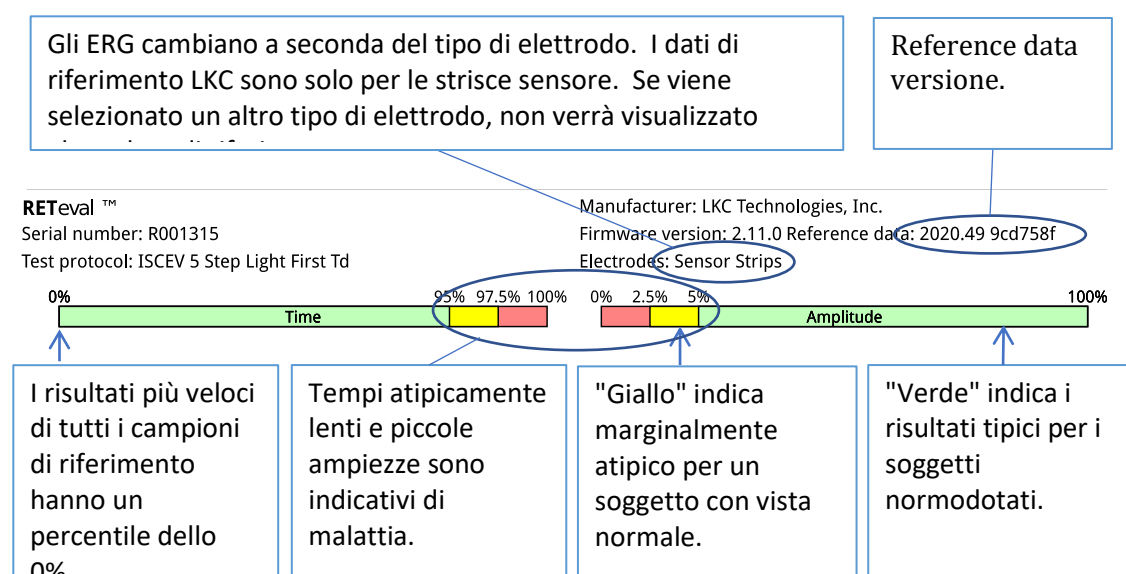 Gli ERG cambiano a seconda del tipo di elettrodo.  I dati di
riferimento LKC sono solo per le strisce sensore.  Se viene
selezionato un altro tipo di elettrodo, non verrà visualizzato
Reference data
versione.
RETeval ™
Serial number: R001315
Test protocol: ISCEV 5 Step Light First Td
Manufacturer: LKC Technologies, Inc.
Firmware version: 2.11.0 Reference data: 2020.49 9cd758f
Electrodes: Sensor Strips
0% 95% 97.5% 100% 0% 2.5% 5% 100%
Time Amplitude
I risultati più veloci
di tutti i campioni
di riferimento
hanno un
percentile dello
0%
Tempi atipicamente
lenti e piccole
ampiezze sono
indicativi di
malattia.
"Giallo" indica
marginalmente
atipico per un
soggetto con vista
normale.
"Verde" indica i
risultati tipici per i
soggetti
normodotati.